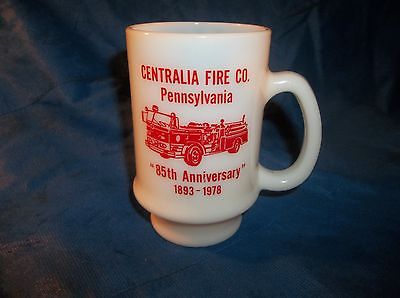 CENTRALIA FIRE CO.
Pennsylvania
"85th Anniversary"
1893-1978